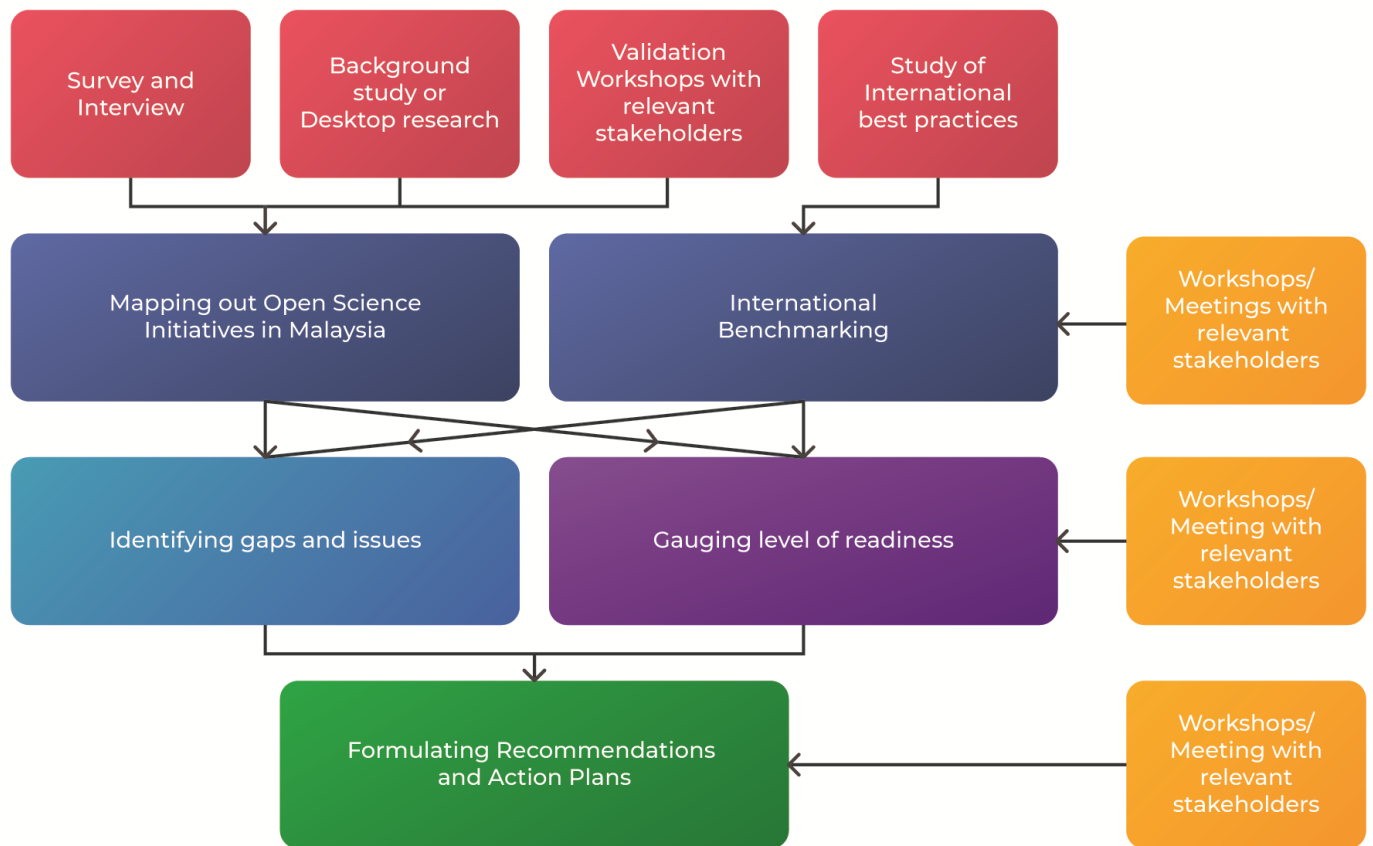 Survey and
Interview
Background
study or
Desktop research
Validation
Workshops with
relevant
stakeholders
Study of
International
best practices
Mapping out Open Science
Initiatives in Malaysia
International
Benchmarking
Workshops/
Meetings with
relevant
stakeholders
Identifying gaps and issues
Gauging level of readiness
Workshops/
Meeting with
relevant
stakeholders
Formulating Recommendations
and Action Plans
Workshops/
Meeting with
relevant
stakeholders